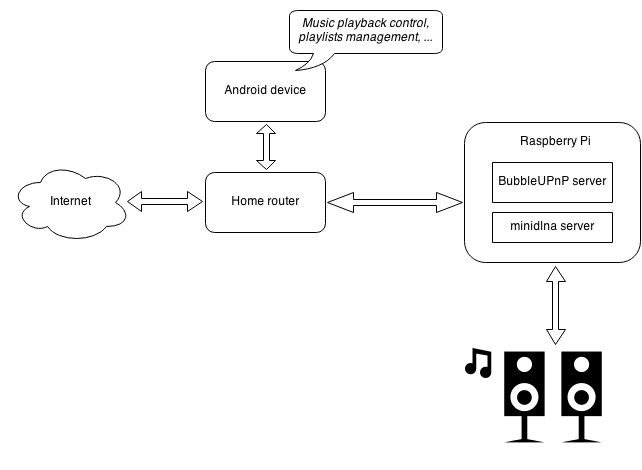 Music playback control,
playlists management, ...
Android device
Raspberry Pi
BubbleUPnP server
Internet
Home router
minidlna server